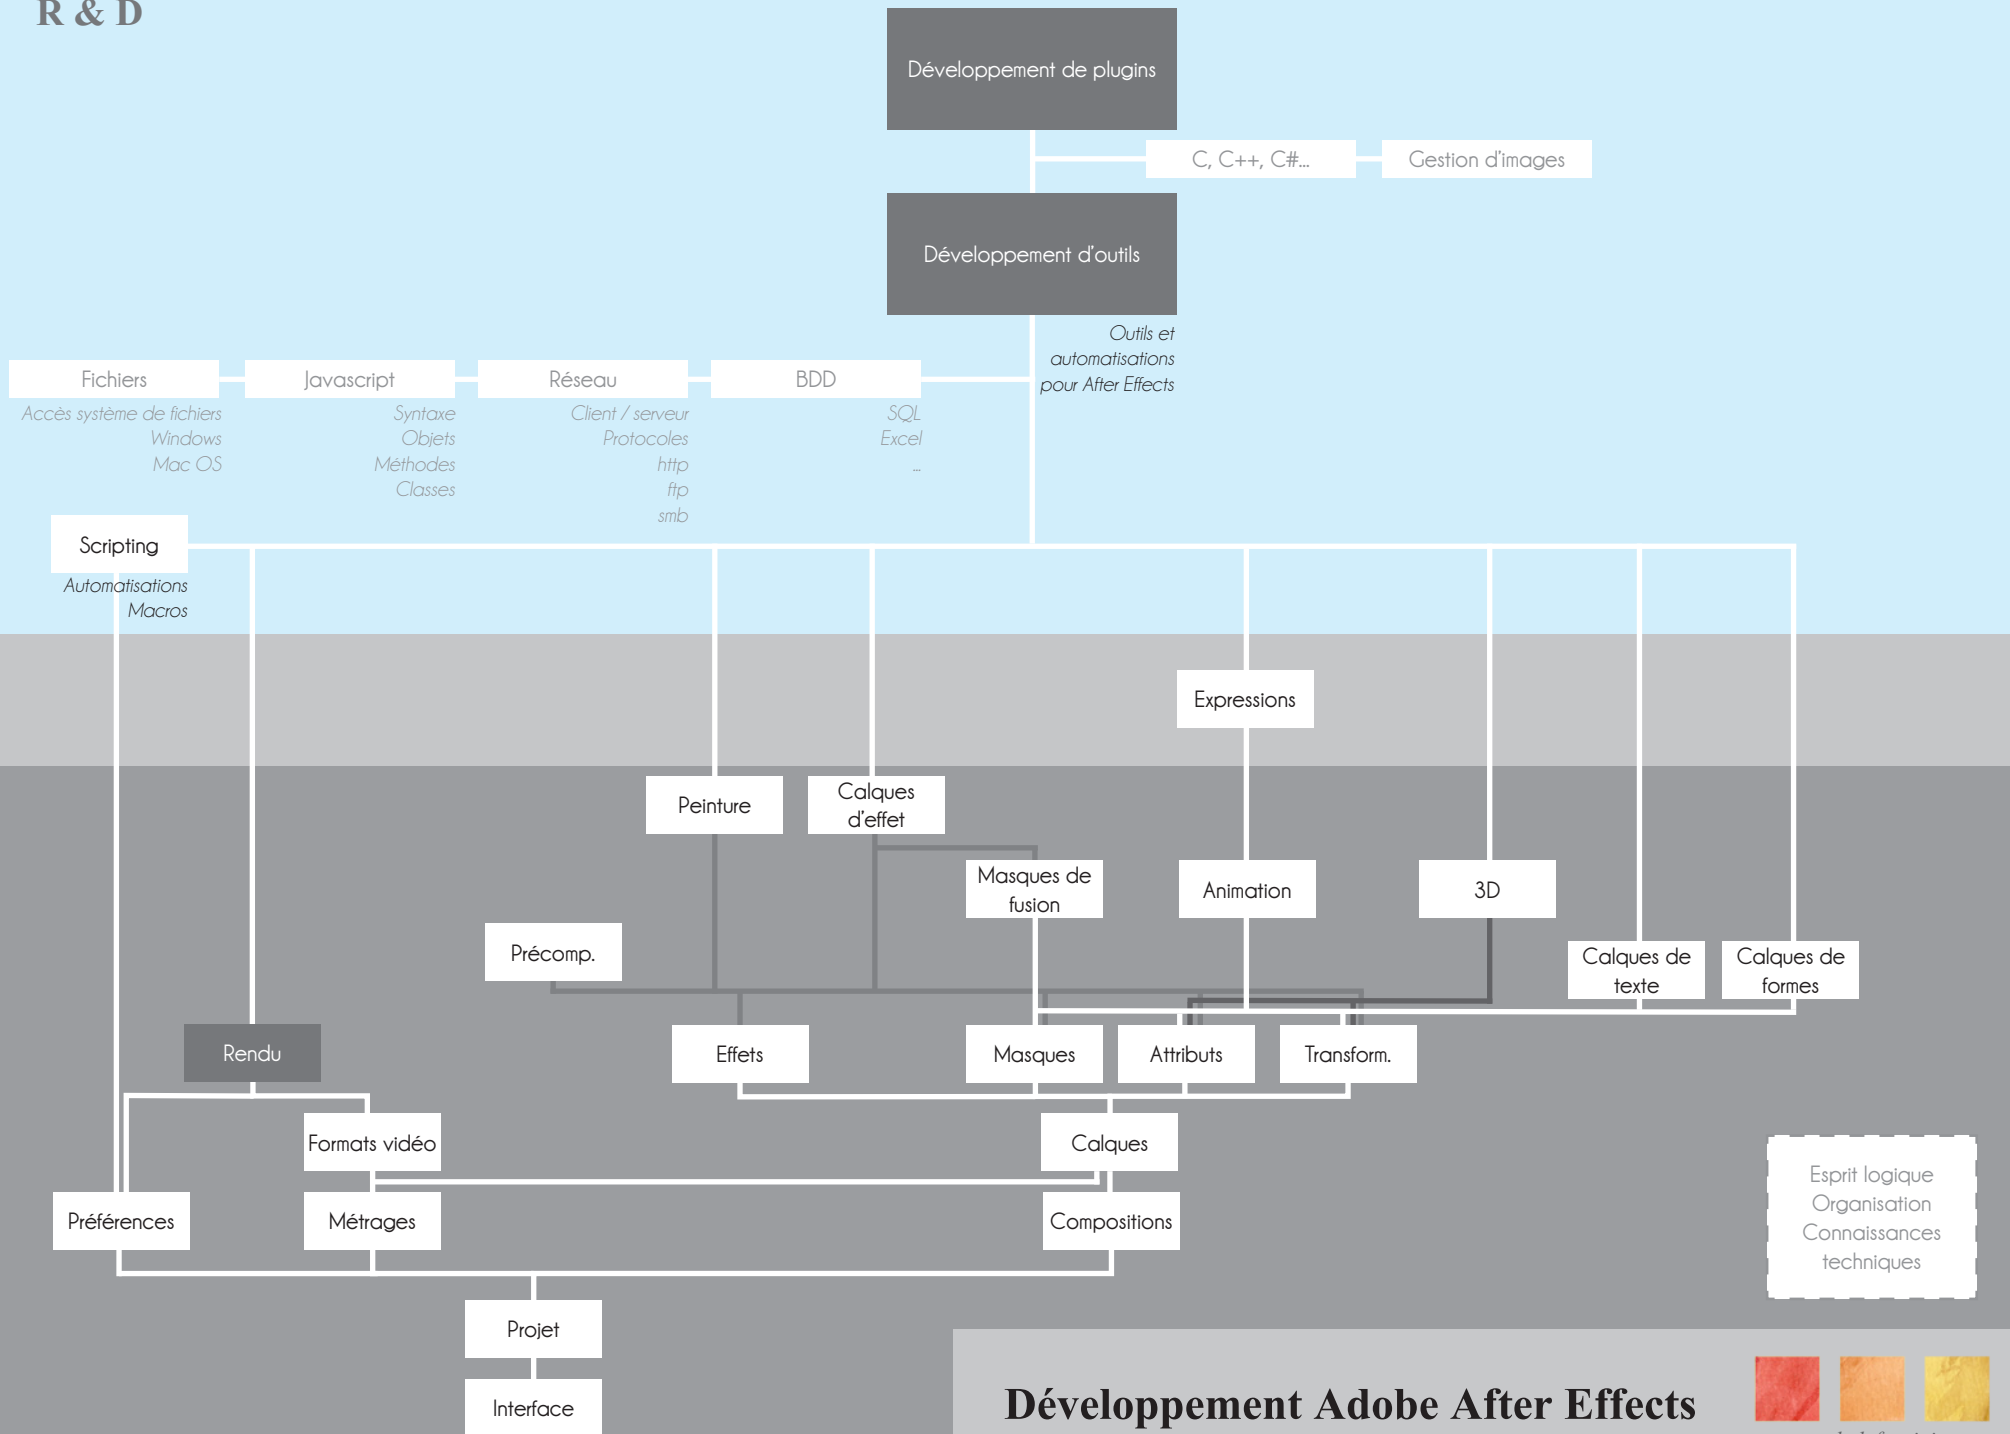 R & D
Développement de plugins
C, C++, C#...
Gestion d'images
Développement d'outils
Outils et
automatisations
pour After Effects
Fichiers
Accès système de fichiers
Windows
Mac OS
Javascript
Syntaxe
Objets
Méthodes
Classes
Réseau
Client / serveur
Protocoles
http
ftp
smb
BDD
SQL
Excel
...
Scripting
Automatisations
Macros
Expressions
Peinture
Calques
d'effet
Masques de
fusion
Animation
3D
Précomp.
Calques de
texte
Calques de
formes
Rendu
Effets
Masques
Attributs
Transform.
Formats vidéo
Calques
Préférences
Métrages
Compositions
Esprit logique
Organisation
Connaissances
techniques
Projet
Interface
Développement Adobe After Effects